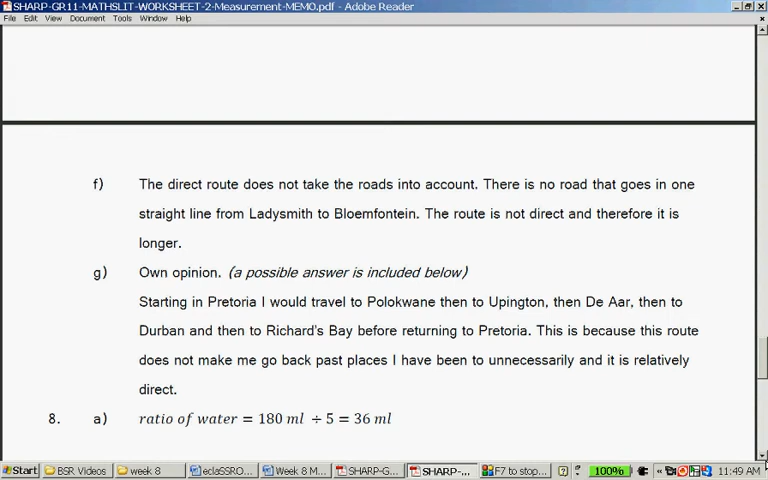 SHARP-GR11-MATHSLIT-WORKSHEET-2-Measurement-MEMO.pdf - Adobe Reader
File Edit View Document Tools Window Help
f) The direct route does not take the roads into account. There is no road that goes in one
straight line from Ladysmith to Bloemfontein. The route is not direct and therefore it is
longer.
g) Own opinion. (a possible answer is included below)
Starting in Pretoria I would travel to Polokwane then to Upington, then De Aar, then to
Durban and then to Richard's Bay before returning to Pretoria. This is because this route
does not make me go back past places I have been to unnecessarily and it is relatively
direct.
8. a) ratio of water = 180 ml ÷ 5 = 36 ml
Start BSR Videos week 8 eclaSSRO... Week 8 M... SHARP-G... SHARP-... F7 to stop... 100% « 11:49 AM